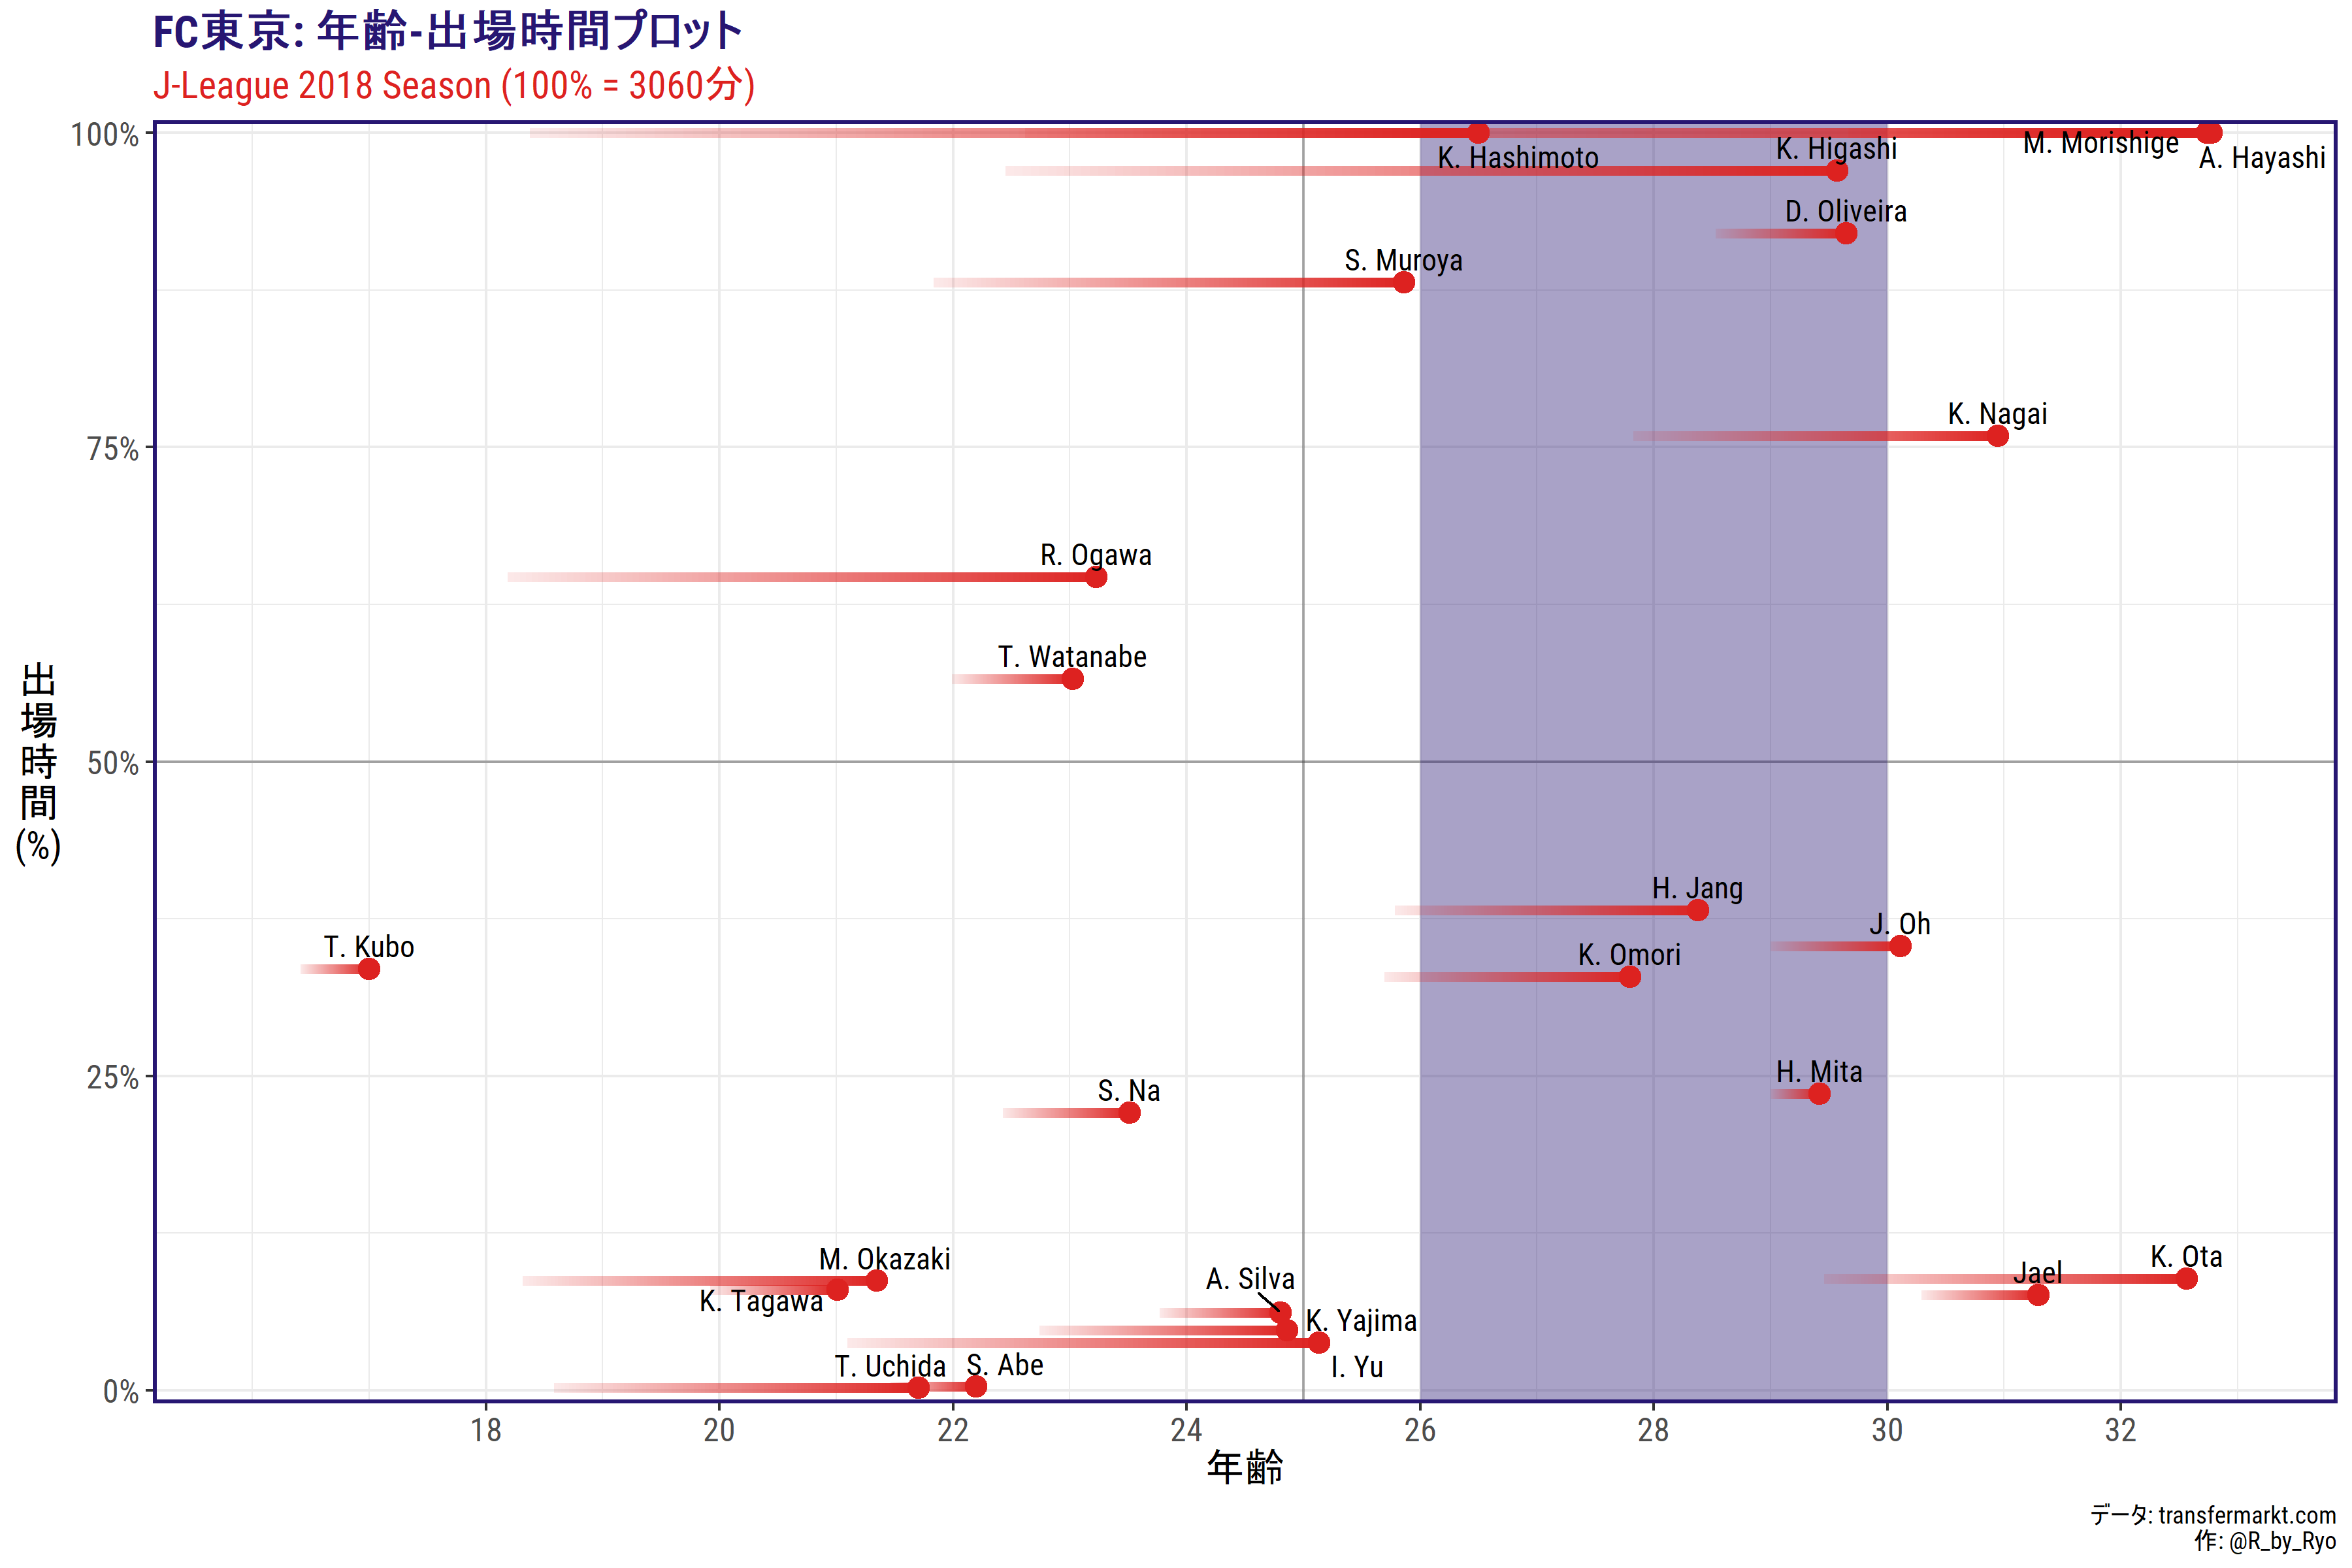 FC東京: 年齢-出場時間プロット
J-League 2018 Season (100% = 3060分)
100%
75%
50%
25%
0%
出
場
時
間
(%)
K. Hashimoto
K. Higashi
M. Morishige
A. Hayashi
D. Oliveira
S. Muroya
K. Nagai
R. Ogawa
T. Watanabe
H. Jang
J. Oh
T. Kubo
K. Omori
H. Mita
S. Na
M. Okazaki
K. Ota
Jael
A. Silva
K. Tagawa
K. Yajima
T. Uchida
S. Abe
I. Yu
18 20 22 24 26 28 30 32
年齢
データ: transfermarkt.com
作: @R_by_Ryo